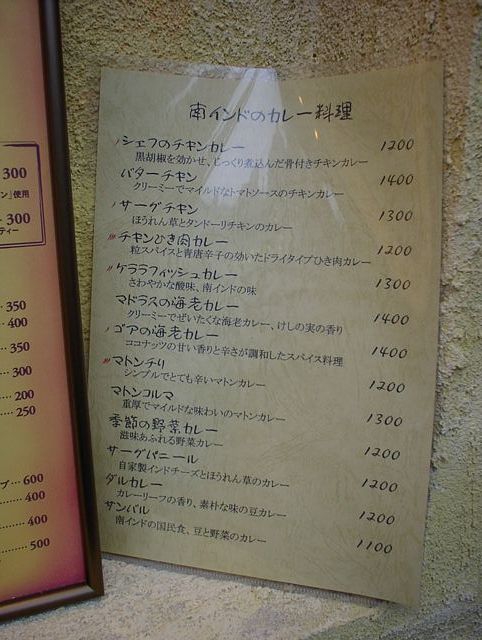 南インドのカレー料理
シェフのチキンカレー 1200
黒胡椒を効かせ、じっくり煮込んだ骨付きチキンカレー
バターチキン 1400
クリーミーでマイルドなトマトソースのチキンカレー
サーグチキン 1300
ほうれん草とタンドーリチキンのカレー
チキンひき肉カレー 1200
粒スパイスと青唐辛子の効いたドライタイプひき肉カレー
ケララフィッシュカレー 1300
さわやかな酸味、南インドの味
マドラスの海老カレー 1400
クリーミーでぜいたくな海老カレー、けしの実の香り
ゴアの海老カレー 1400
ココナッツの甘い香りと辛さが調和したスパイス料理
マトンチリ 1200
シンプルでとても辛いマトンカレー
マトンコルマ 1300
重厚でマイルドな味わいのマトンカレー
季節の野菜カレー 1200
滋味あふれる野菜カレー
サーグパニール 1200
自家製インドチーズとほうれん草のカレー
ダルカレー 1200
カレーリーフの香り、素朴な味の豆カレー
サンバル 1100
南インドの国民食、豆と野菜のカレー
300
ン」使用
300
ティー
350
400
350
300
200
250
プ 600
400
400
500